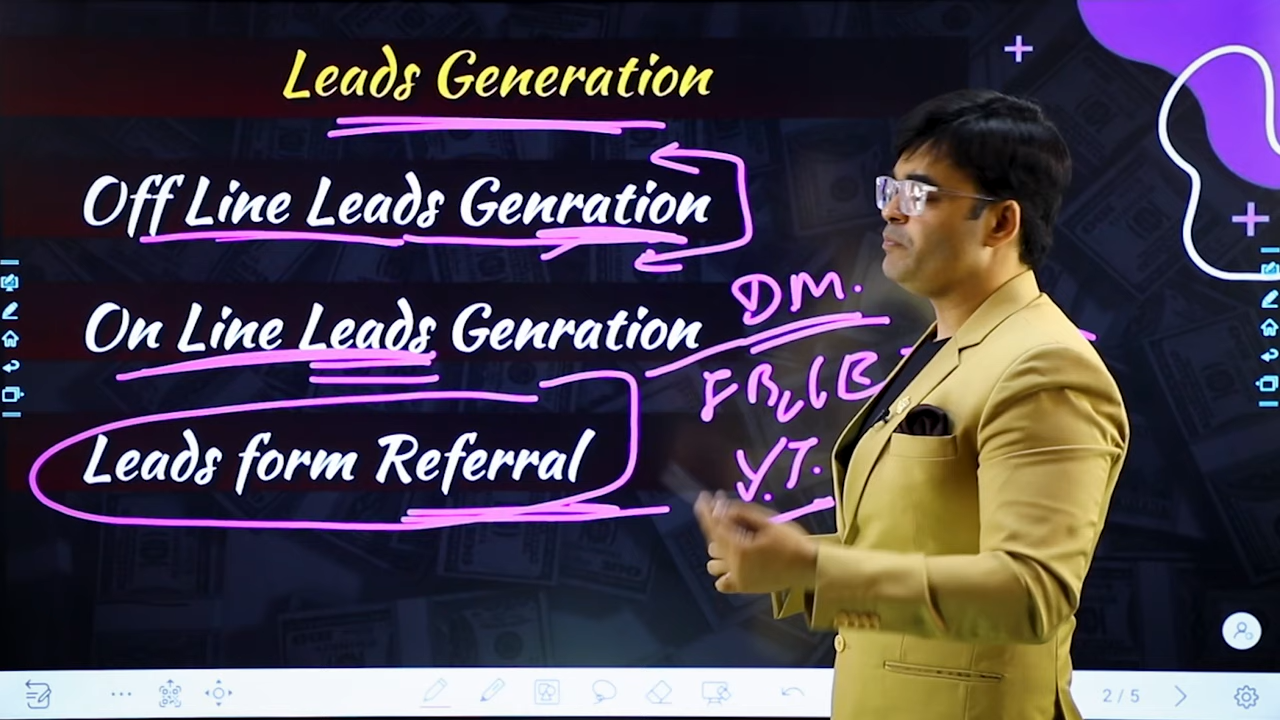 Leads Generation
Off Line Leads Genration
On Line Leads Genration
Leads form Referral
DM.
Y.T.
2/5